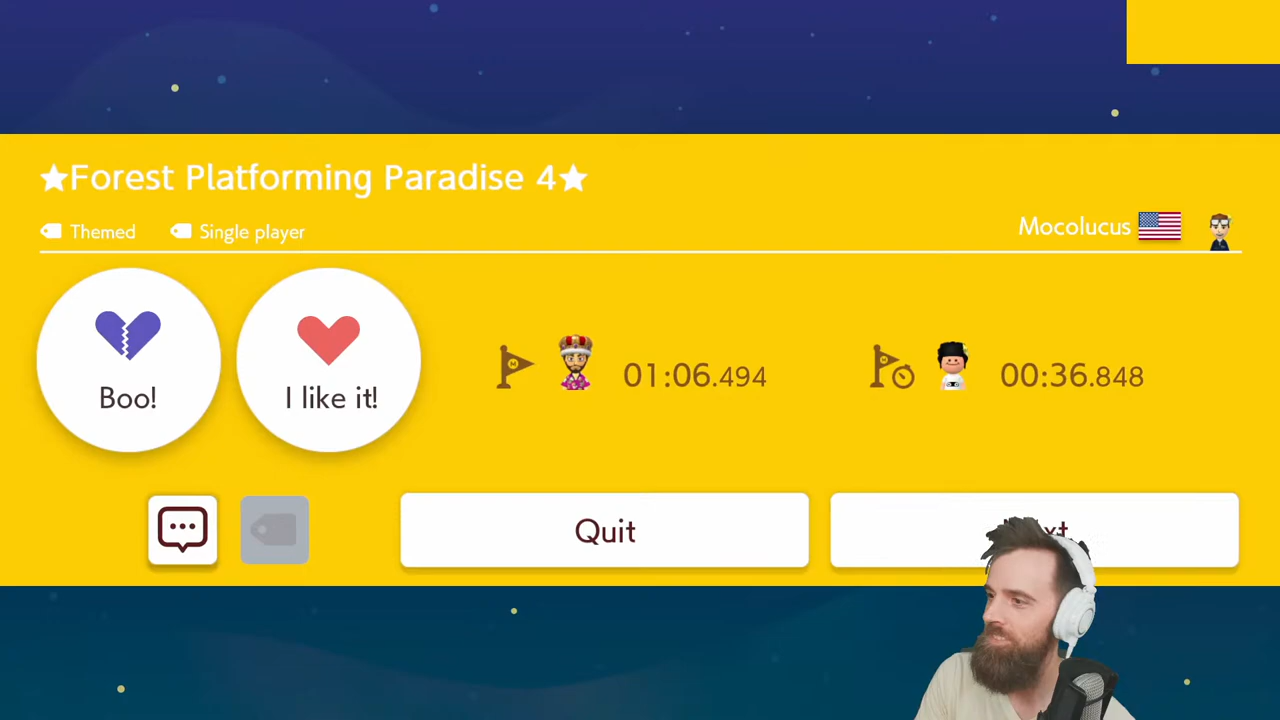 ★Forest Platforming Paradise 4★
Themed
Single player
Mocolucus
Boo!
I like it!
01:06.494
00:36.848
Quit